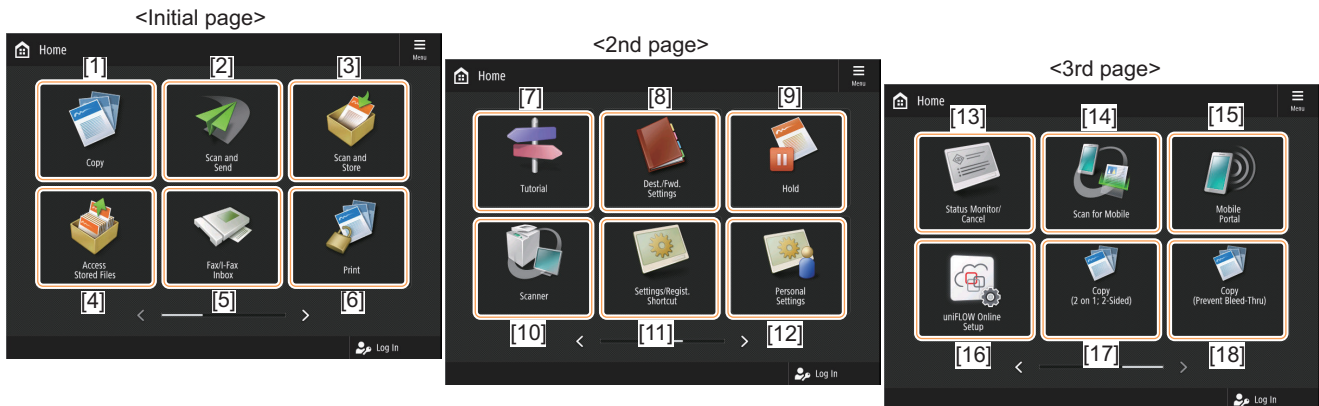 <Initial page>
Home
Menu
[1]
[2]
[3]
Copy
Scan and
Send
Scan and
Store
Access
Stored Files
Fax/I-Fax
Inbox
Print
[4]
[5]
[6]
Log In
<2nd page>
Home
Menu
[7]
[8]
[9]
Tutorial
Dest./Fwd.
Settings
Hold
Scanner
Settings/Regist.
Shortcut
Personal
Settings
[10]
[11]
[12]
Log In
<3rd page>
Home
Menu
[13]
[14]
[15]
Status Monitor/
Cancel
Scan for Mobile
Mobile
Portal
uniFLOW Online
Setup
Copy
(2 on 1; 2-Sided)
Copy
(Prevent Bleed-Thru)
[16]
[17]
[18]
Log In